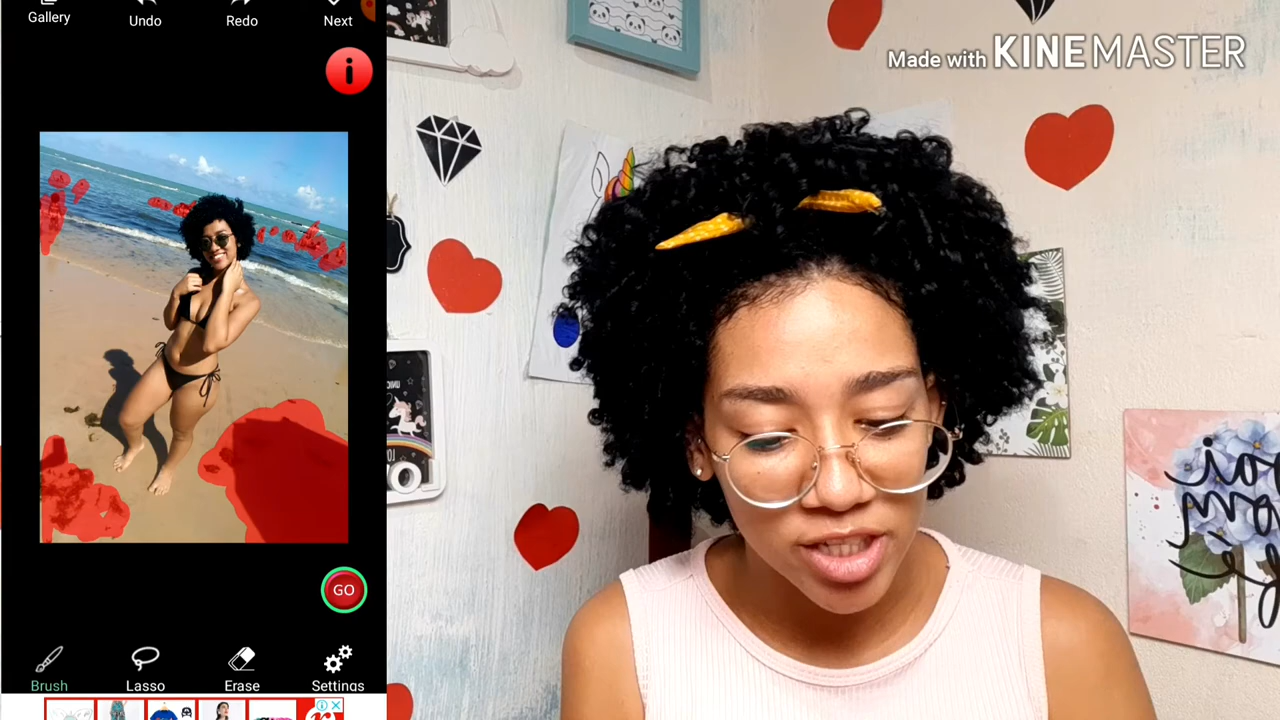 Gallery
Undo
Redo
Next
i
Made with KINEMASTER
GO
Brush
Lasso
Erase
Settings